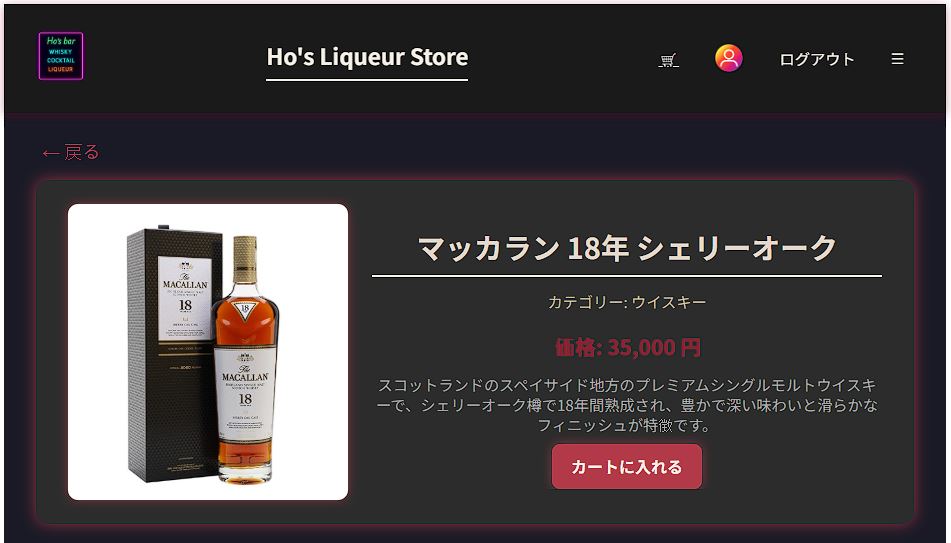 Ho's bar
WHISKY
COCKTAIL
LIQUEUR
Ho's Liqueur Store
ログアウト
← 戻る
The
MACALLAN
18
The
MACALLAN
HIGHLAND SINGLE MALT
SCOTCH WHISKY
18
18
マッカラン 18年 シェリーオーク
カテゴリー: ウイスキー
価格: 35,000 円
スコットランドのスペイサイド地方のプレミアムシングルモルトウイスキ
ーで、シェリーオーク樽で18年間熟成され、豊かで深い味わいと滑らかな
フィニッシュが特徴です。
カートに入れる